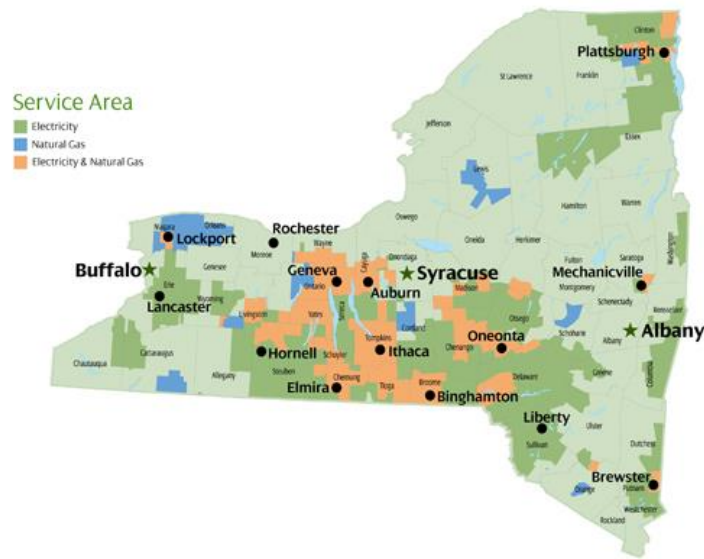 Service Area
Electricity
Natural Gas
Electricity & Natural Gas
Clinton
Plattsburgh
St Lawrence
Franklin
Essex
Jefferson
Lewis
Hamilton
Warren
Washington
Oswego
Oneida
Herkimer
Fulton
Saratoga
Niagara
Orleans
Lockport
Rochester
Monroe
Wayne
Cayuga
Onondaga
Genesee
Buffalo
Geneva
Ontario
Syracuse
Madison
Mechanicville
Montgomery
Schenectady
Rensselaer
Erie
Wyoming
Lancaster
Livingston
Yates
Seneca
Auburn
Cortland
Otsego
Schoharie
Albany
Albany
Tompkins
Chenango
Oneonta
Chautauqua
Cattaraugus
Allegany
Hornell
Steuben
Schuyler
Ithaca
Elmira
Chemung
Tioga
Broome
Binghamton
Delaware
Greene
Columbia
Liberty
Sullivan
Ulster
Dutchess
Brewster
Putnam
Orange
Westchester
Rockland